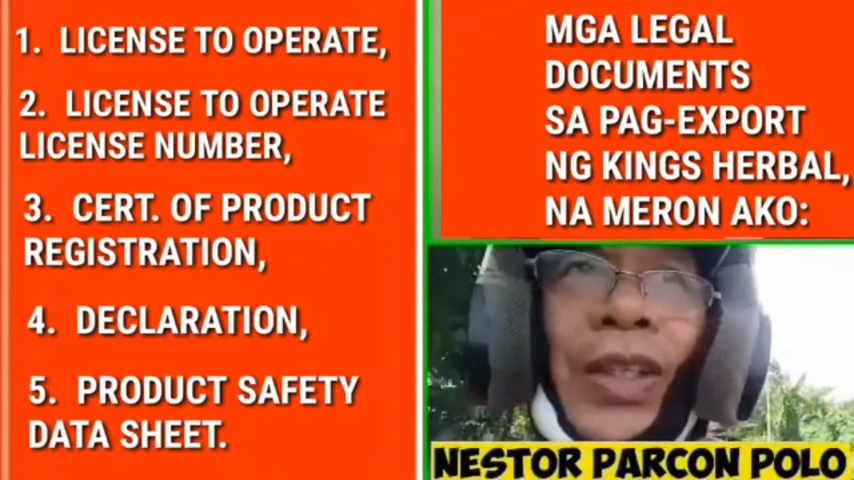 1. LICENSE TO OPERATE,
2. LICENSE TO OPERATE
LICENSE NUMBER,
3. CERT. OF PRODUCT
REGISTRATION,
4. DECLARATION,
5. PRODUCT SAFETY
DATA SHEET.
MGA LEGAL
DOCUMENTS
SA PAG-EXPORT
NG KINGS HERBAL,
NA MERON AKO:
NESTOR PARCON POLO